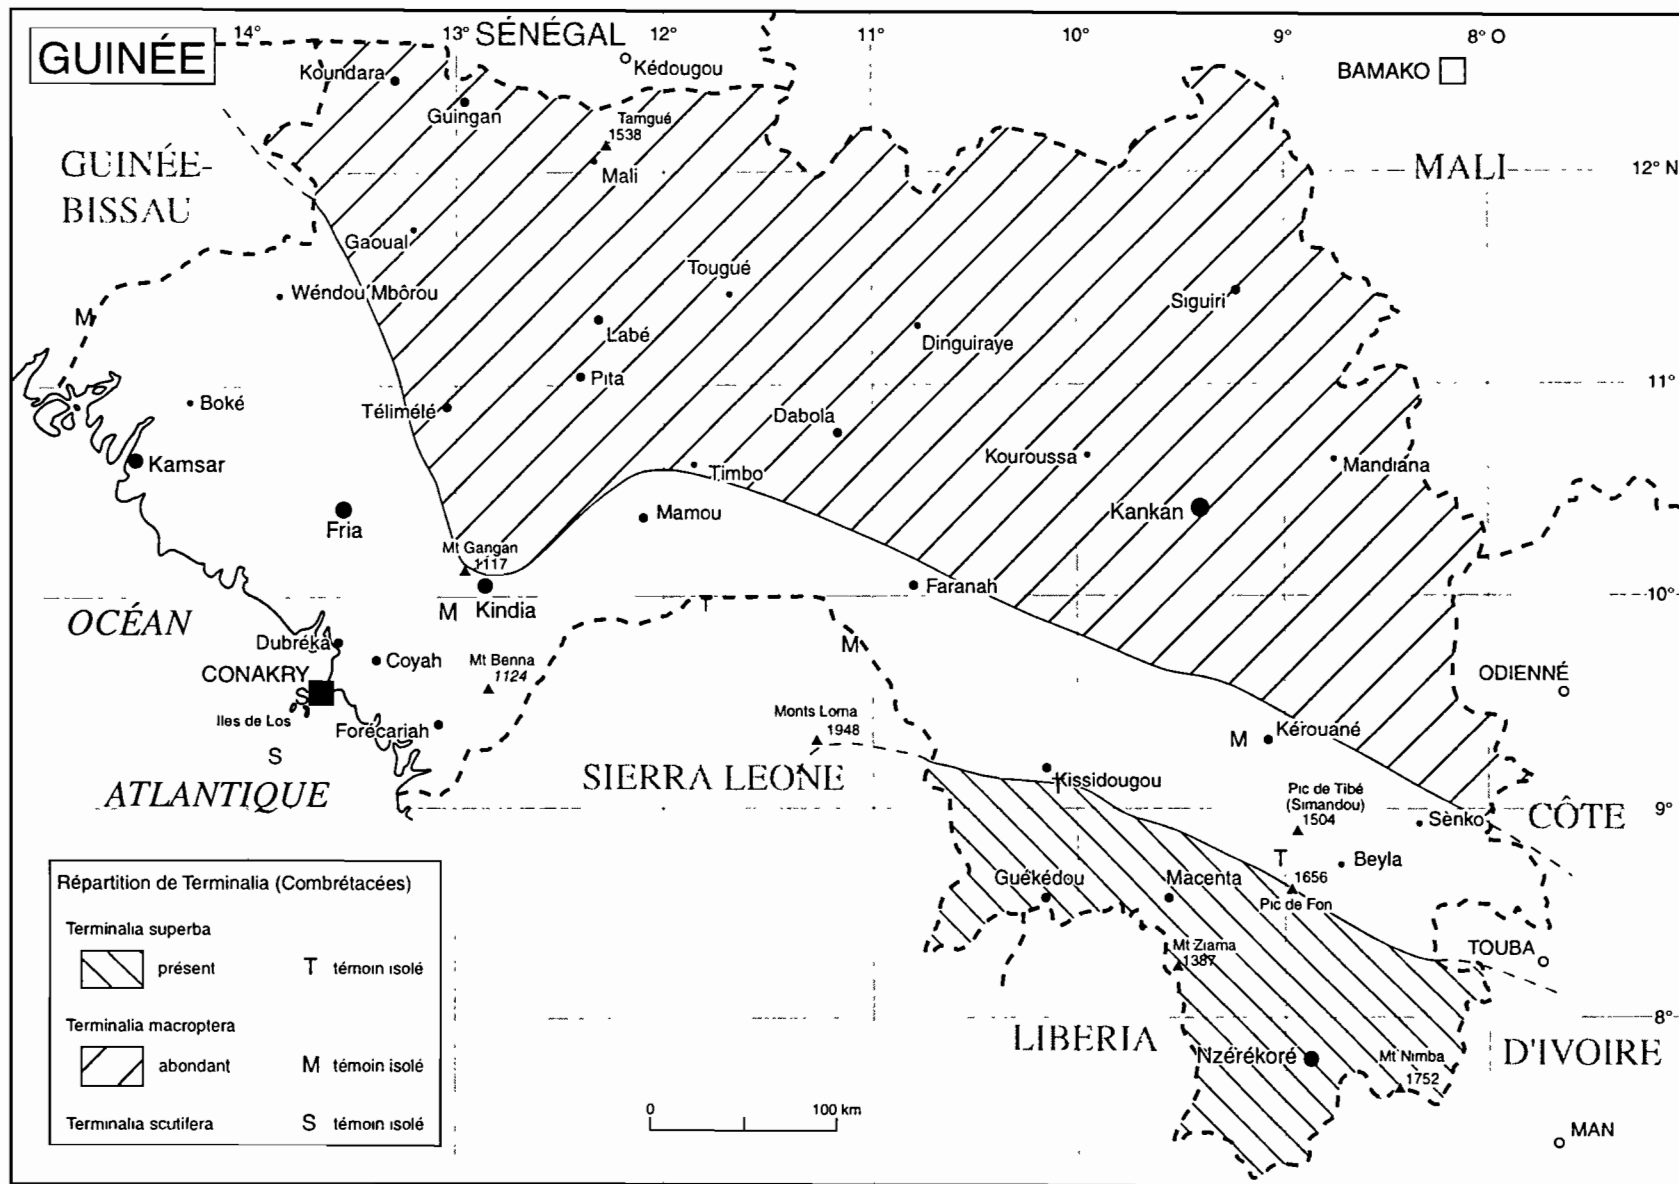 GUINÉE
14°
13°
SÉNÉGAL
12°
11°
10°
9°
8° O
Koundara
Kédougou
BAMAKO
Guingan
Tamgué
1538
GUINÉE-
BISSAU
Mali
MALI
12° N
Gaoual
Tougué
Wéndou Mbôrou
Siguiri
M
Labé
Dinguiraye
Pita
11°
Boké
Télimélé
Dabola
Kamsar
Timbo
Kouroussa
Mandiana
Fria
Mamou
Kankan
Mt Gangan
1117
Faranah
M
Kindia
T
10°
OCÉAN
Dubréka
Coyah
Mt Benna
1124
M
CONAKRY
S
ODIENNÉ
Iles de Los
Forécariah
Monts Loma
1948
M
Kérouané
S
SIERRA LEONE
Kissidougou
T
ATLANTIQUE
Pic de Tibé
(Simandou)
1504
Sènko
CÔTE
9°
T
Beyla
Guékédou
Macenta
1656
Pic de Fon
Mt Ziama
1387
TOUBA
LIBERIA
8°
Nzérékoré
Mt Nimba
1752
D'IVOIRE
MAN
Répartition de Terminalia (Combrétacées)
Terminalia superba
présent
T témoin isolé
Terminalia macroptera
abondant
M témoin isolé
Terminalia scutifera
S témoin isolé
0
100 km